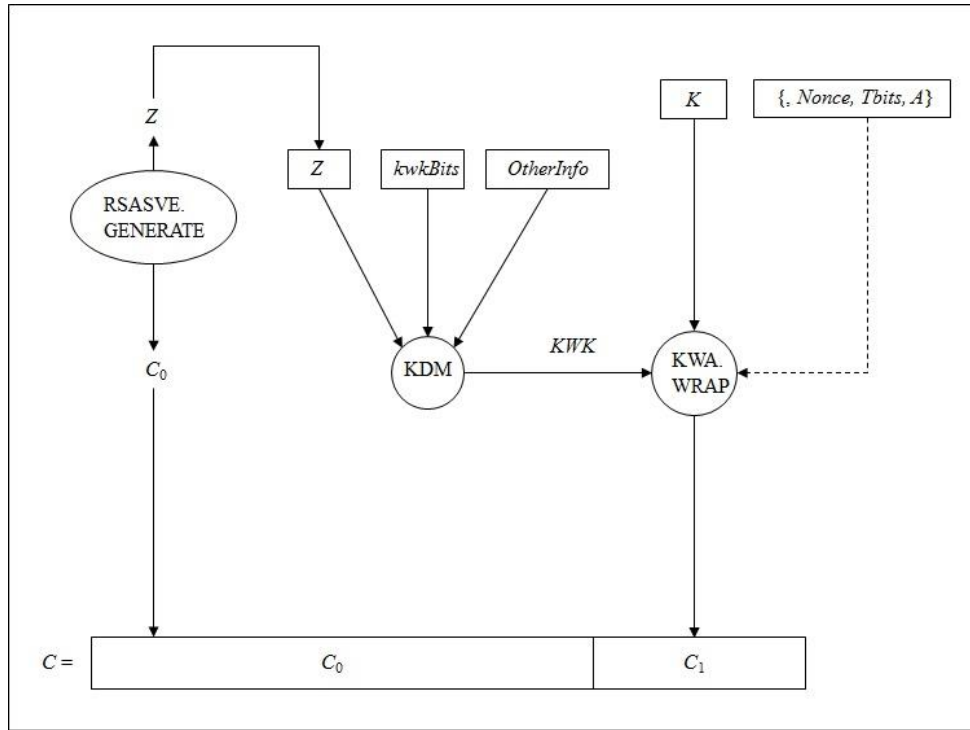 Z
RSASVE.
GENERATE
C₀
Z
kwkBits
OtherInfo
KDM
KWK
K
{, Nonce, Tbits, A}
KWA.
WRAP
C =
C₀
C₁